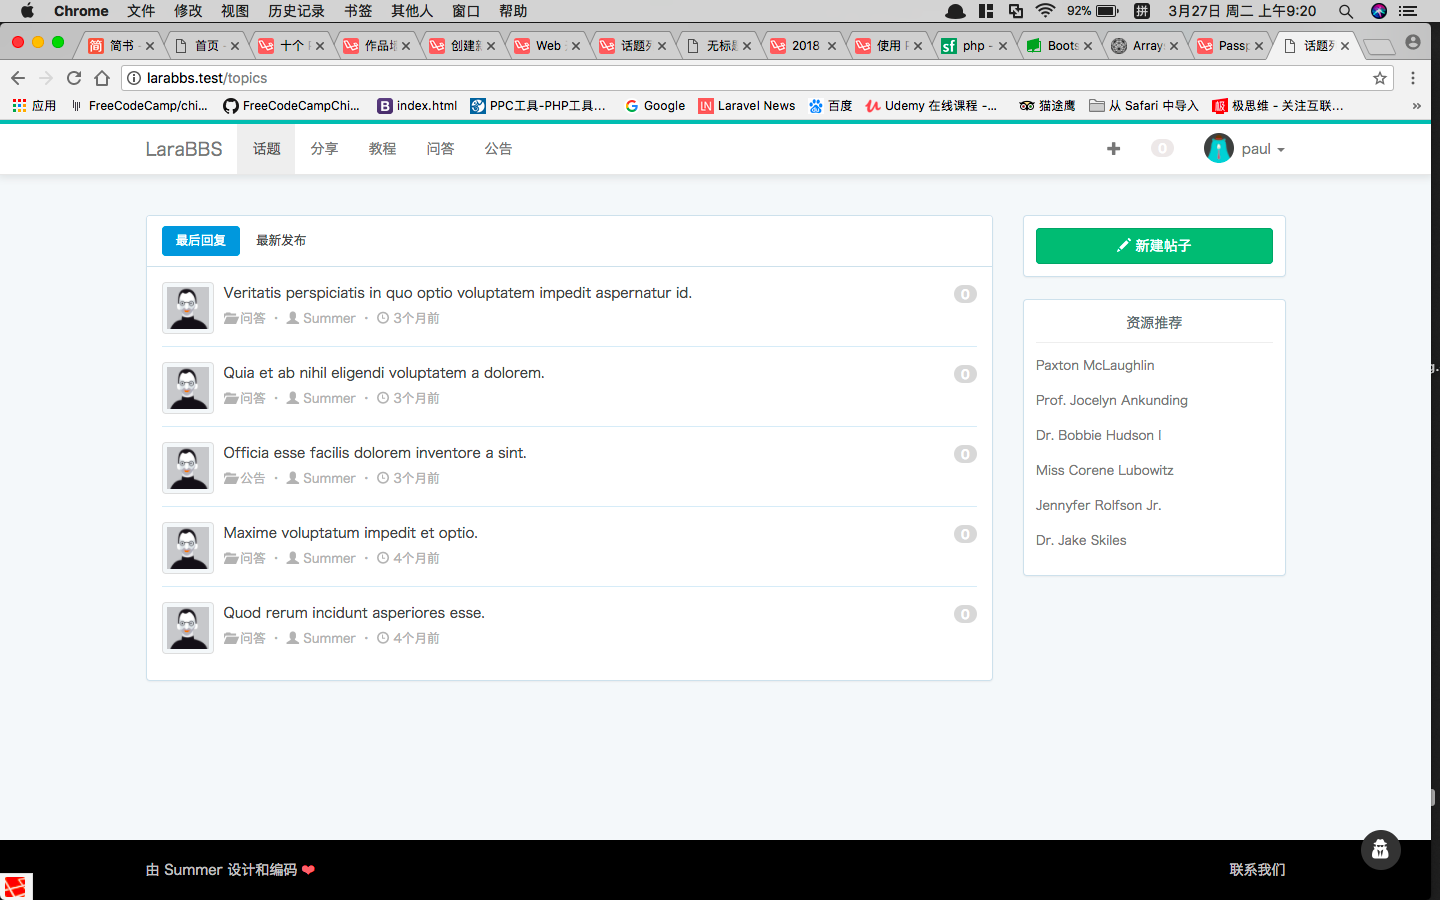 Chrome 文件 修改 视图 历史记录 书签 其他人 窗口 帮助 92% 拼 3月27日 周二 上午9:20
简 简书 - 首页 - 十个 作品 创建 Web 话题列 无标题 2018 使用 sf php - Boots Array Passp 话题列
larabbs.test/topics
应用 FreeCodeCamp/chi... FreeCodeCampChi... B index.html PPC工具-PHP工具... Google LN Laravel News 百度 Udemy 在线课程 -... 猫途鹰 从 Safari 中导入 极思维 - 关注互联... »
LaraBBS 话题 分享 教程 问答 公告 0 paul
最后回复 最新发布
Veritatis perspiciatis in quo optio voluptatem impedit aspernatur id. 0
问答 • Summer • 3个月前
Quia et ab nihil eligendi voluptatem a dolorem. 0
问答 • Summer • 3个月前
Officia esse facilis dolorem inventore a sint. 0
公告 • Summer • 3个月前
Maxime voluptatum impedit et optio. 0
问答 • Summer • 4个月前
Quod rerum incidunt asperiores esse. 0
问答 • Summer • 4个月前
新建帖子
资源推荐
Paxton McLaughlin
Prof. Jocelyn Ankunding
Dr. Bobbie Hudson I
Miss Corene Lubowitz
Jennyfer Rolfson Jr.
Dr. Jake Skiles
由 Summer 设计和编码 ❤
联系我们